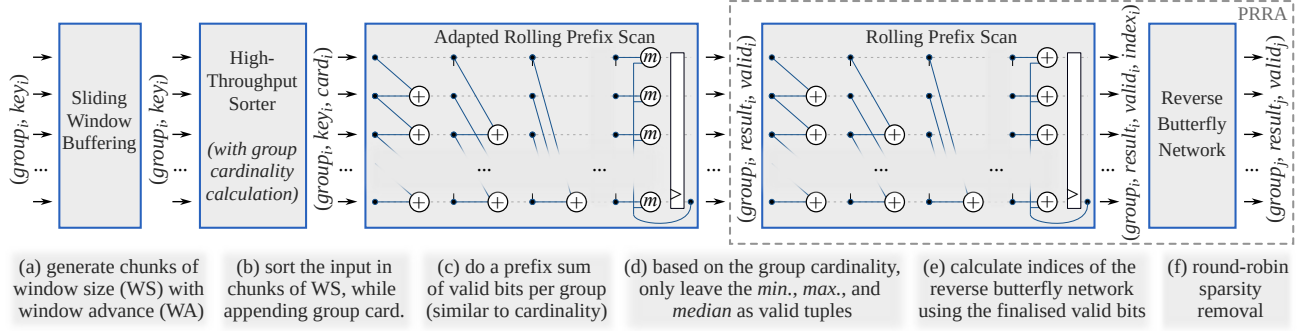 PRRA
(group_i, key_i)
Sliding
Window
Buffering
(group_i, key_i)
High-
Throughput
Sorter
(with group
cardinality
calculation)
(group_i, key_i, card_i)
Adapted Rolling Prefix Scan
m
m
m
m
+
+
+
+
+
+
...
...
...
...
...
...
...
(group_i, result_i, valid_i)
Rolling Prefix Scan
+
+
+
+
+
+
+
+
+
+
...
...
...
...
(group_i, result_i, valid_i, index_i)
Reverse
Butterfly
Network
...
...
(group_j, result_j, valid_j)
(a) generate chunks of
window size (WS) with
window advance (WA)
(b) sort the input in
chunks of WS, while
appending group card.
(c) do a prefix sum
of valid bits per group
(similar to cardinality)
(d) based on the group cardinality,
only leave the min., max., and
median as valid tuples
(e) calculate indices of the
reverse butterfly network
using the finalised valid bits
(f) round-robin
sparsity
removal